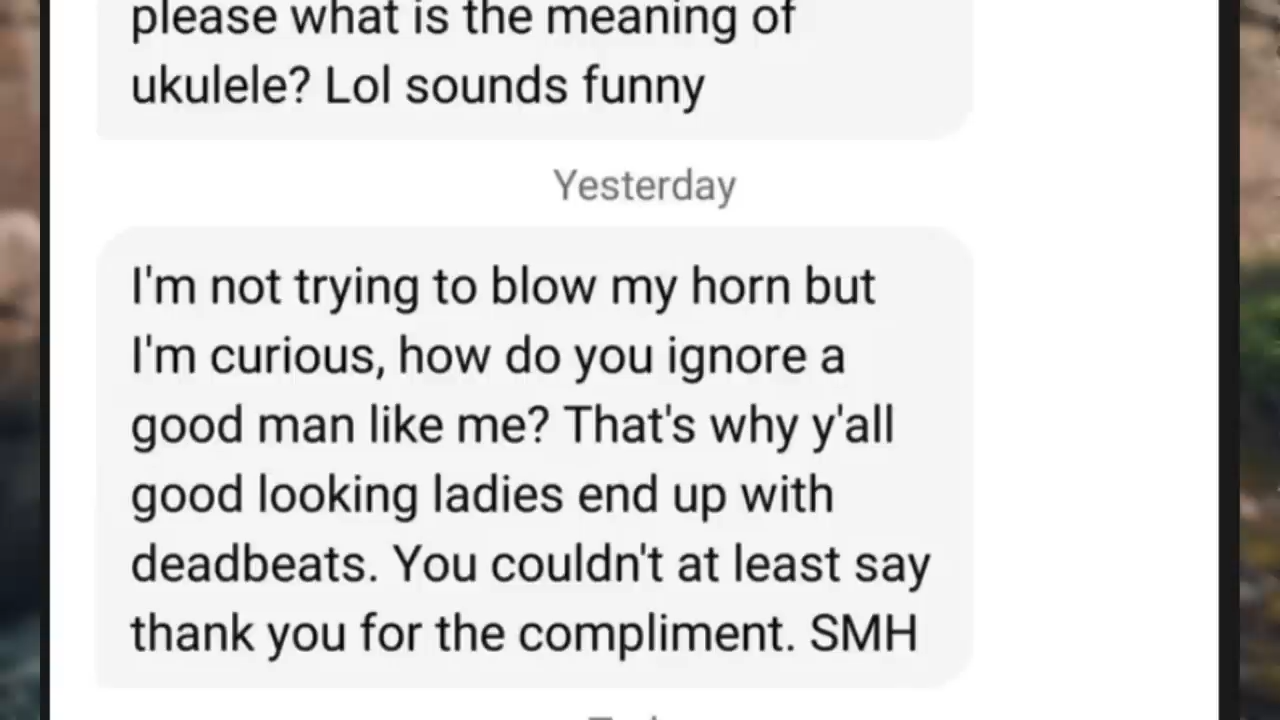 please what is the meaning of
ukulele? Lol sounds funny
Yesterday
I'm not trying to blow my horn but
I'm curious, how do you ignore a
good man like me? That's why y'all
good looking ladies end up with
deadbeats. You couldn't at least say
thank you for the compliment. SMH